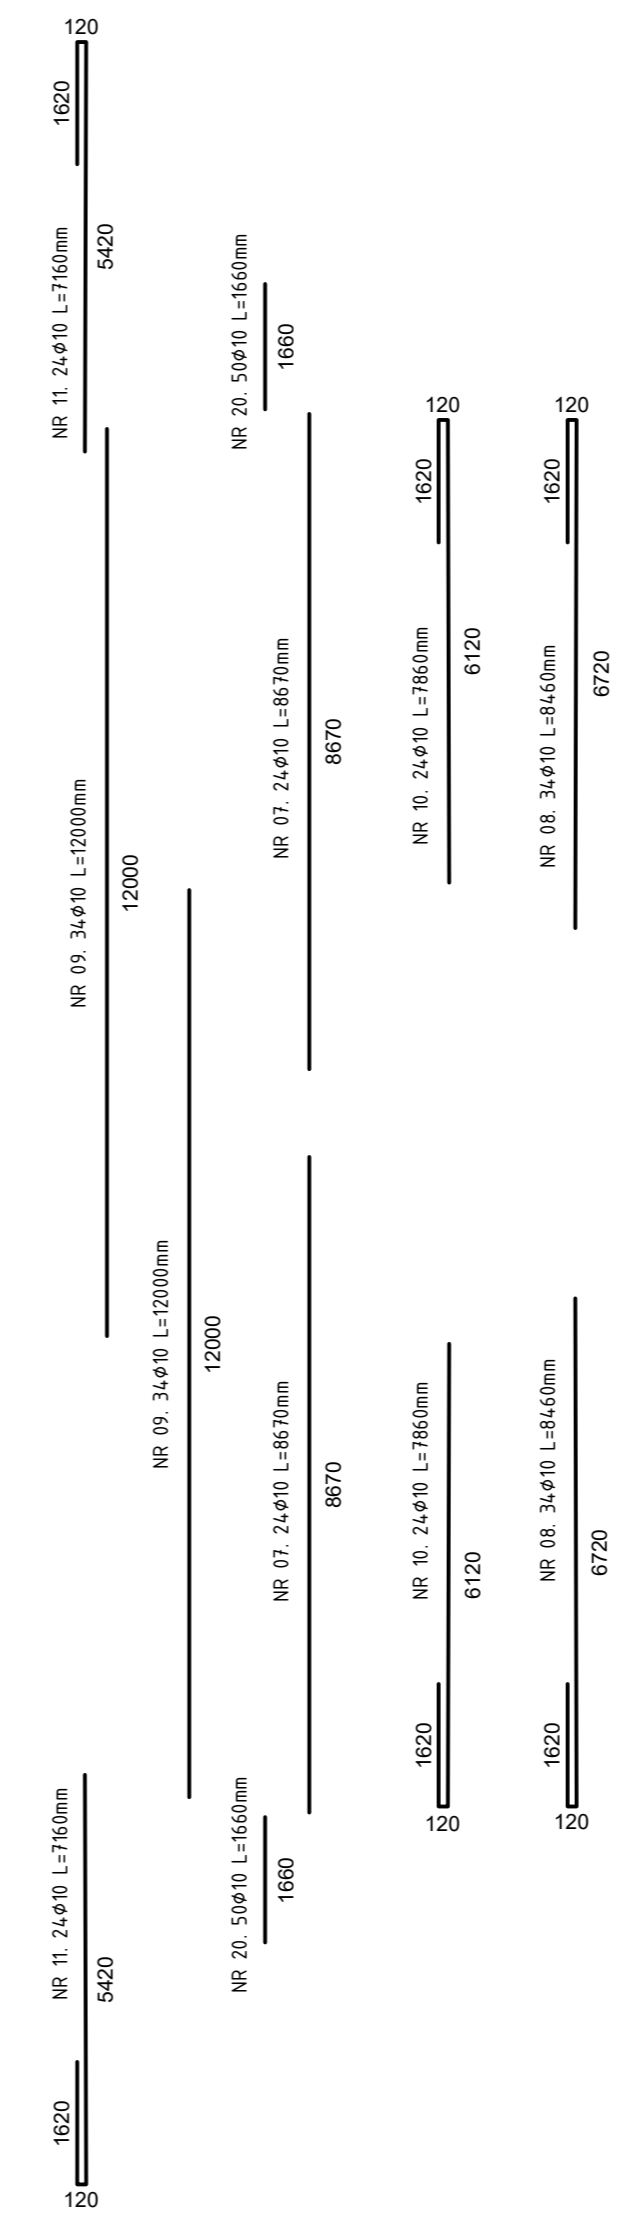 120
1620
5420
NR 11. 24ϕ10 L=7160mm
NR 20. 50ϕ10 L=1660mm
1660
120
1620
6120
NR 10. 24ϕ10 L=7860mm
120
1620
6720
NR 08. 34ϕ10 L=8460mm
NR 07. 24ϕ10 L=8670mm
8670
NR 09. 34ϕ10 L=12000mm
12000
NR 09. 34ϕ10 L=12000mm
12000
NR 07. 24ϕ10 L=8670mm
8670
NR 10. 24ϕ10 L=7860mm
6120
1620
120
NR 08. 34ϕ10 L=8460mm
6720
1620
120
NR 11. 24ϕ10 L=7160mm
5420
1620
120
NR 20. 50ϕ10 L=1660mm
1660